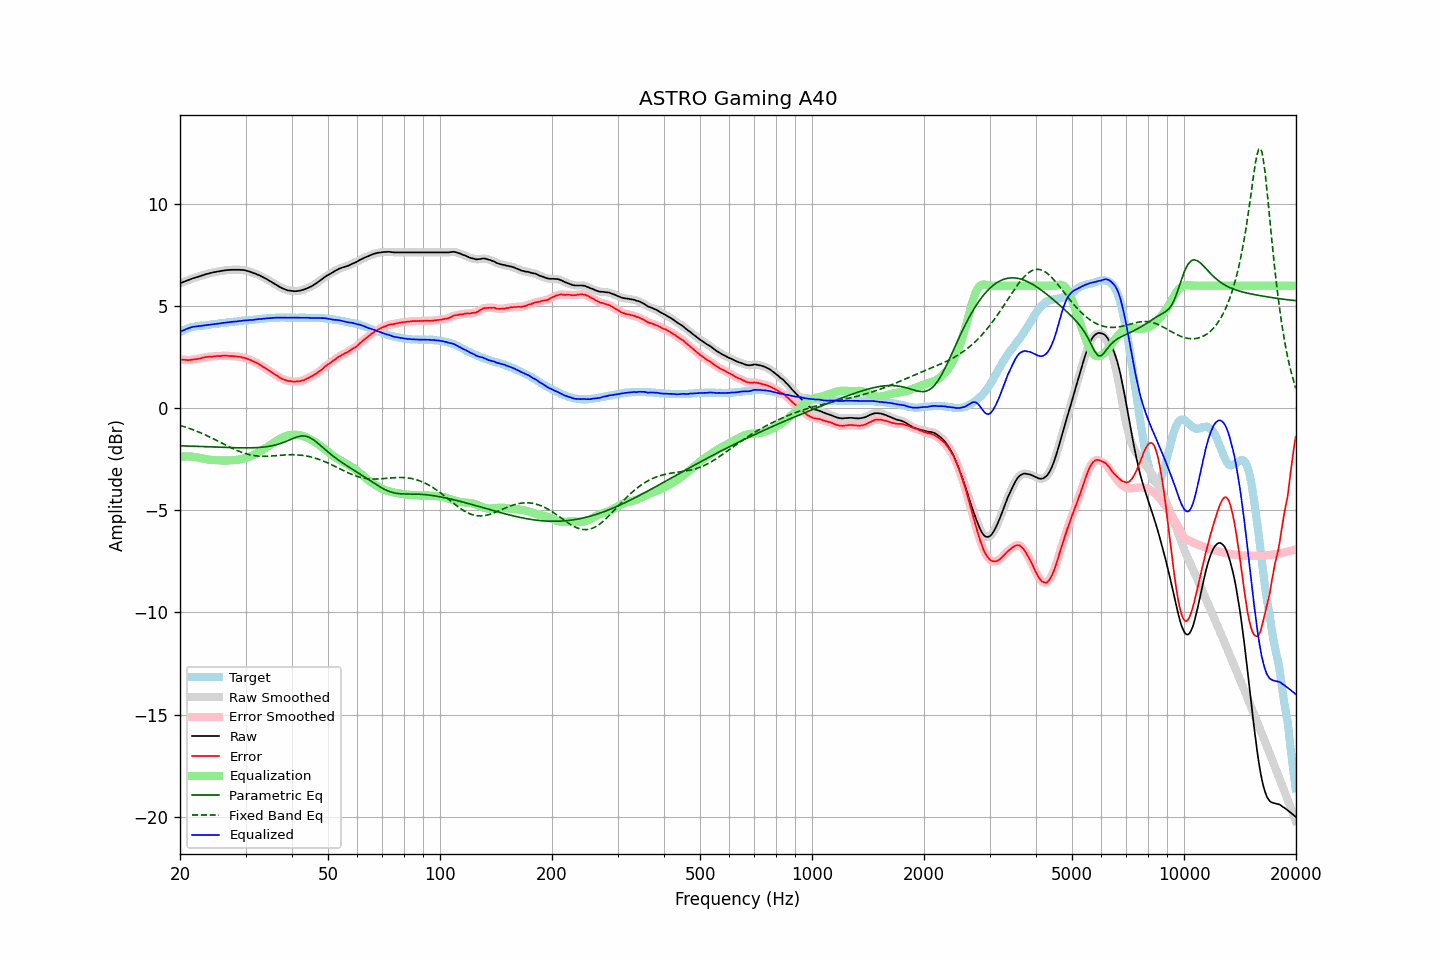 ASTRO Gaming A40
Amplitude (dBr)
10
5
0
−5
−10
−15
−20
Target
Raw Smoothed
Error Smoothed
Raw
Error
Equalization
Parametric Eq
Fixed Band Eq
Equalized
20 50 100 200 500 1000 2000 5000 10000 20000
Frequency (Hz)